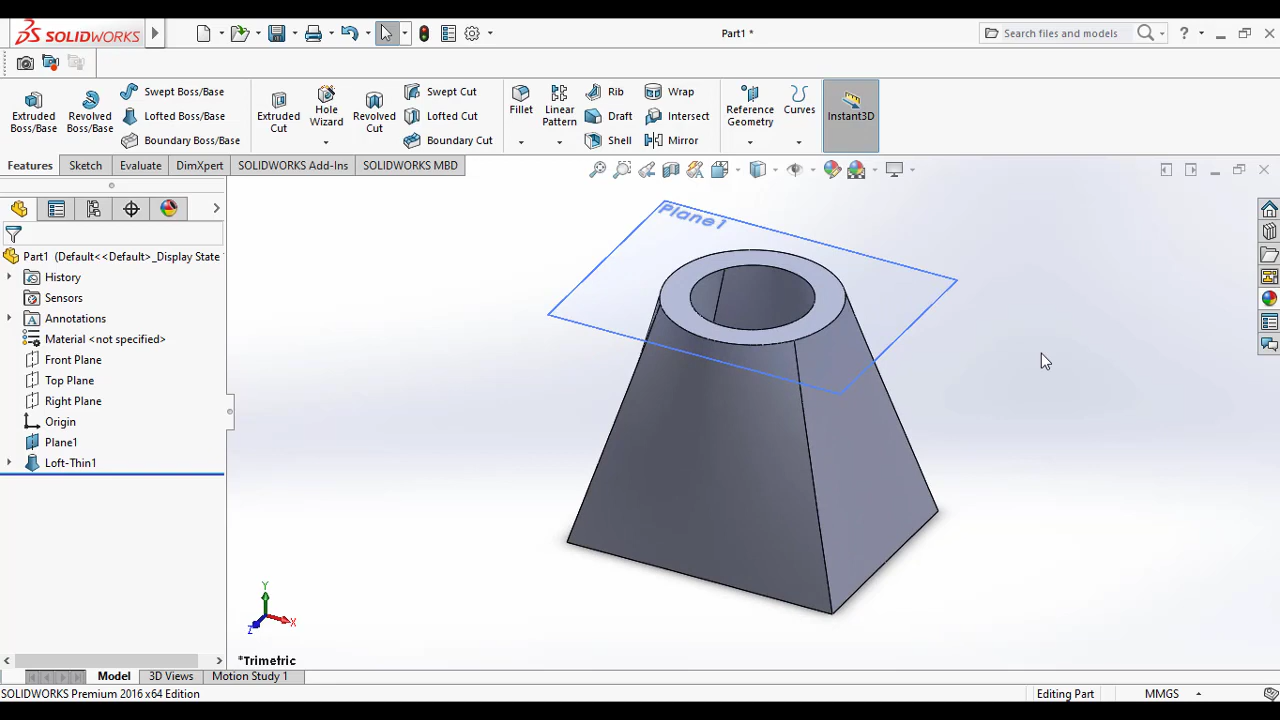 SOLIDWORKS
Part1 *
Search files and models
?
Extruded Boss/Base
Revolved Boss/Base
Swept Boss/Base
Lofted Boss/Base
Boundary Boss/Base
Extruded Cut
Hole Wizard
Revolved Cut
Swept Cut
Lofted Cut
Boundary Cut
Fillet
Linear Pattern
Rib
Draft
Shell
Wrap
Intersect
Mirror
Reference Geometry
Curves
Instant3D
Features
Sketch
Evaluate
DimXpert
SOLIDWORKS Add-Ins
SOLIDWORKS MBD
Part1 (Default<<Default>_Display State
History
Sensors
Annotations
Material <not specified>
Front Plane
Top Plane
Right Plane
Origin
Plane1
Loft-Thin1
Plane1
Y
X
Z
*Trimetric
Model
3D Views
Motion Study 1
SOLIDWORKS Premium 2016 x64 Edition
Editing Part
MMGS